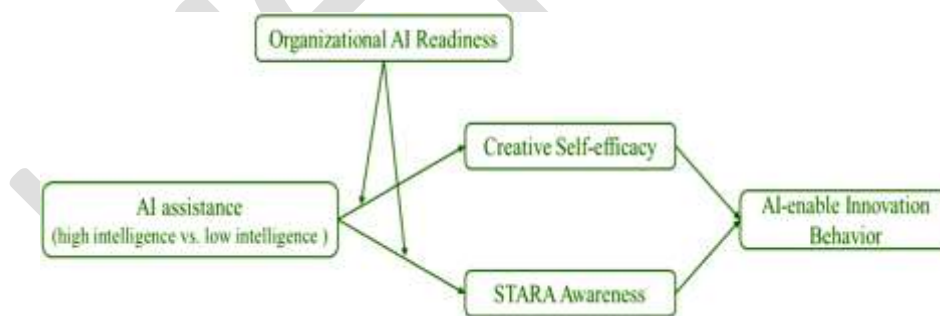 Organizational AI Readiness
Creative Self-efficacy
AI assistance
(high intelligence vs. low intelligence )
AI-enable Innovation
Behavior
STARA Awareness